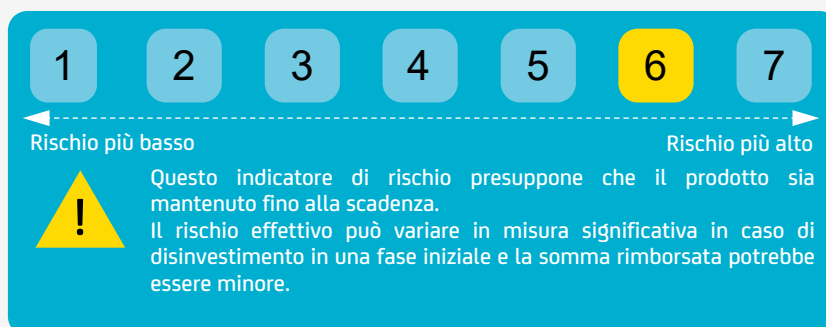 1 2 3 4 5 6 7
Rischio più basso Rischio più alto
!
Questo indicatore di rischio presuppone che il prodotto sia
mantenuto fino alla scadenza.
Il rischio effettivo può variare in misura significativa in caso di
disinvestimento in una fase iniziale e la somma rimborsata potrebbe
essere minore.